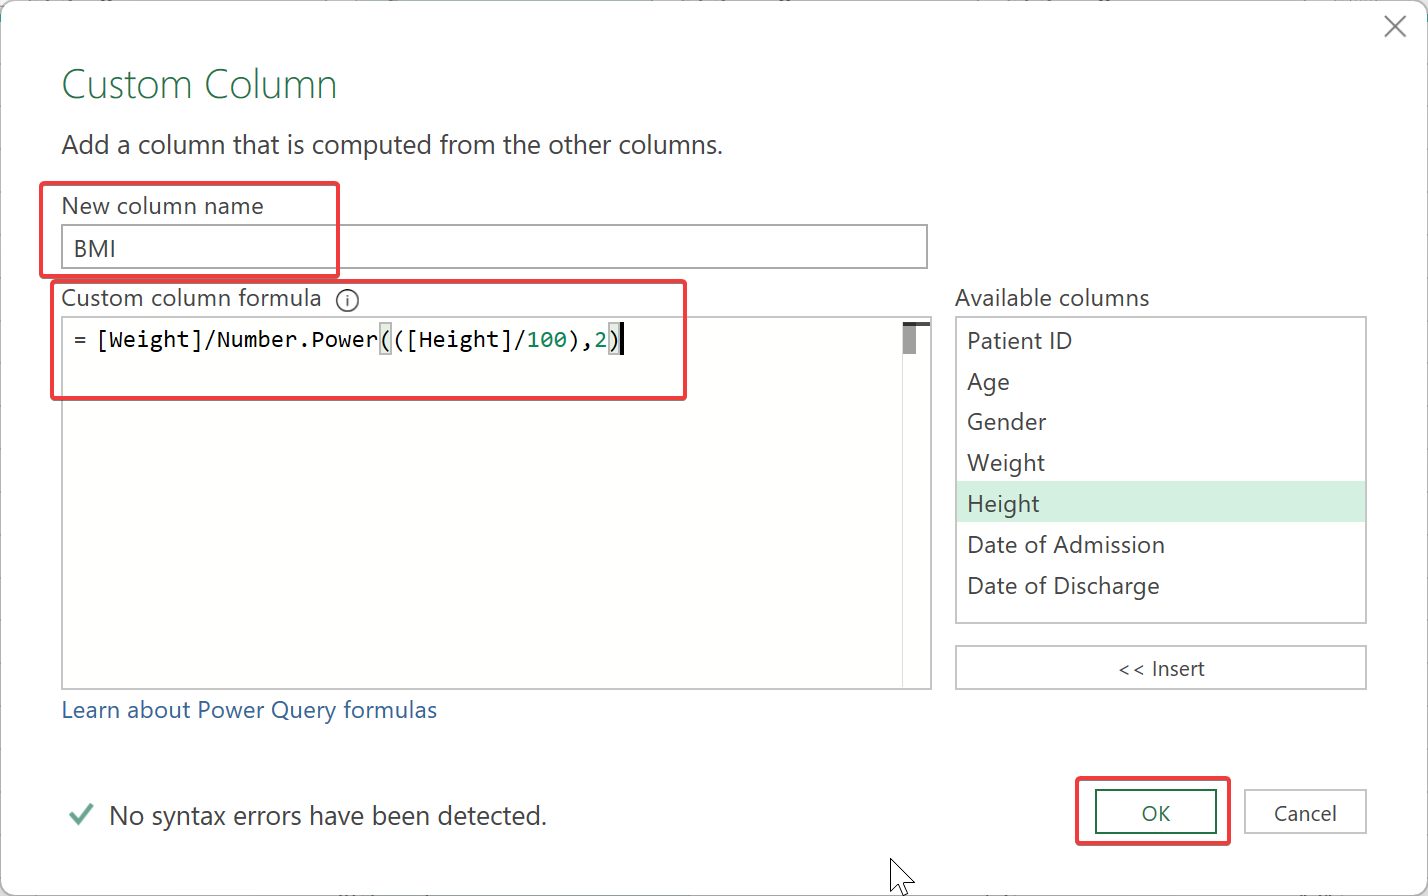 Custom Column
Add a column that is computed from the other columns.
New column name
BMI
Custom column formula
= [Weight]/Number.Power(([Height]/100),2)
Available columns
Patient ID
Age
Gender
Weight
Height
Date of Admission
Date of Discharge
<< Insert
Learn about Power Query formulas
No syntax errors have been detected.
OK
Cancel